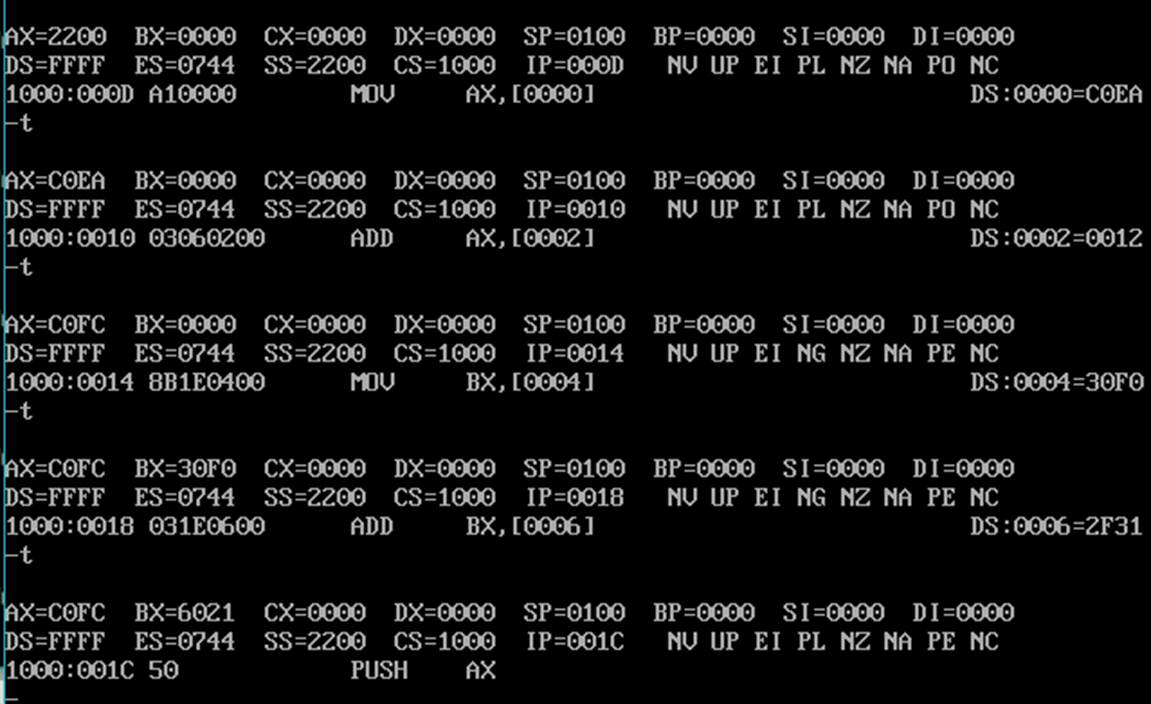 AX=2200 BX=0000 CX=0000 DX=0000 SP=0100 BP=0000 SI=0000 DI=0000
DS=FFFF ES=0744 SS=2200 CS=1000 IP=000D NV UP EI PL NZ NA PO NC
1000:000D A10000 MOV AX,[0000] DS:0000=C0EA
-t
AX=C0EA BX=0000 CX=0000 DX=0000 SP=0100 BP=0000 SI=0000 DI=0000
DS=FFFF ES=0744 SS=2200 CS=1000 IP=0010 NV UP EI PL NZ NA PO NC
1000:0010 03060200 ADD AX,[0002] DS:0002=0012
-t
AX=C0FC BX=0000 CX=0000 DX=0000 SP=0100 BP=0000 SI=0000 DI=0000
DS=FFFF ES=0744 SS=2200 CS=1000 IP=0014 NV UP EI NG NZ NA PE NC
1000:0014 8B1E0400 MOV BX,[0004] DS:0004=30F0
-t
AX=C0FC BX=30F0 CX=0000 DX=0000 SP=0100 BP=0000 SI=0000 DI=0000
DS=FFFF ES=0744 SS=2200 CS=1000 IP=0018 NV UP EI NG NZ NA PE NC
1000:0018 031E0600 ADD BX,[0006] DS:0006=2F31
-t
AX=C0FC BX=6021 CX=0000 DX=0000 SP=0100 BP=0000 SI=0000 DI=0000
DS=FFFF ES=0744 SS=2200 CS=1000 IP=001C NV UP EI PL NZ NA PE NC
1000:001C 50 PUSH AX
-